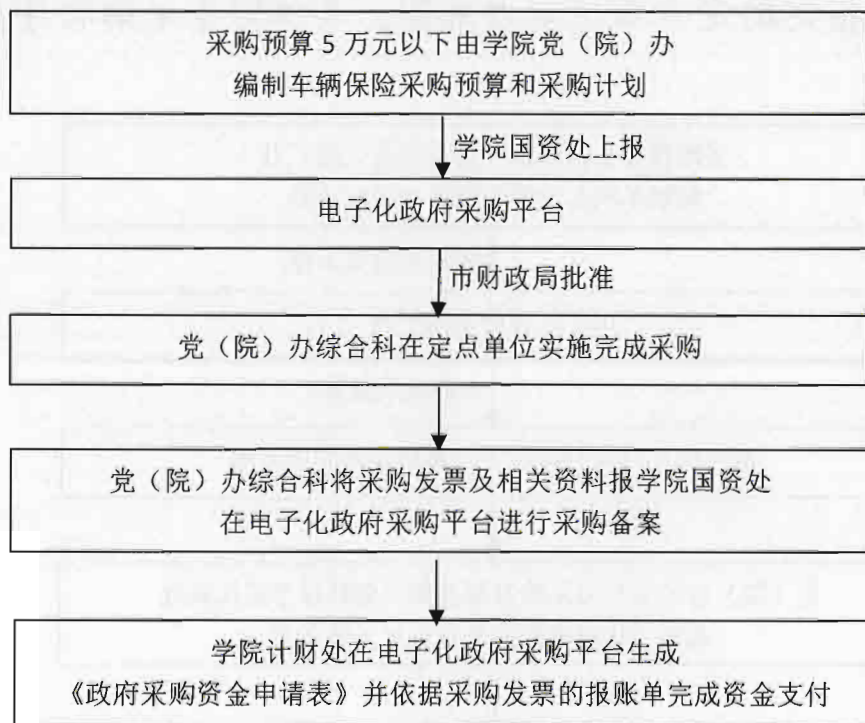 采购预算5万元以下由学院党（院）办
编制车辆保险采购预算和采购计划
学院国资处上报
电子化政府采购平台
市财政局批准
党（院）办综合科在定点单位实施完成采购
党（院）办综合科将采购发票及相关资料报学院国资处
在电子化政府采购平台进行采购备案
学院计财处在电子化政府采购平台生成
《政府采购资金申请表》并依据采购发票的报账单完成资金支付